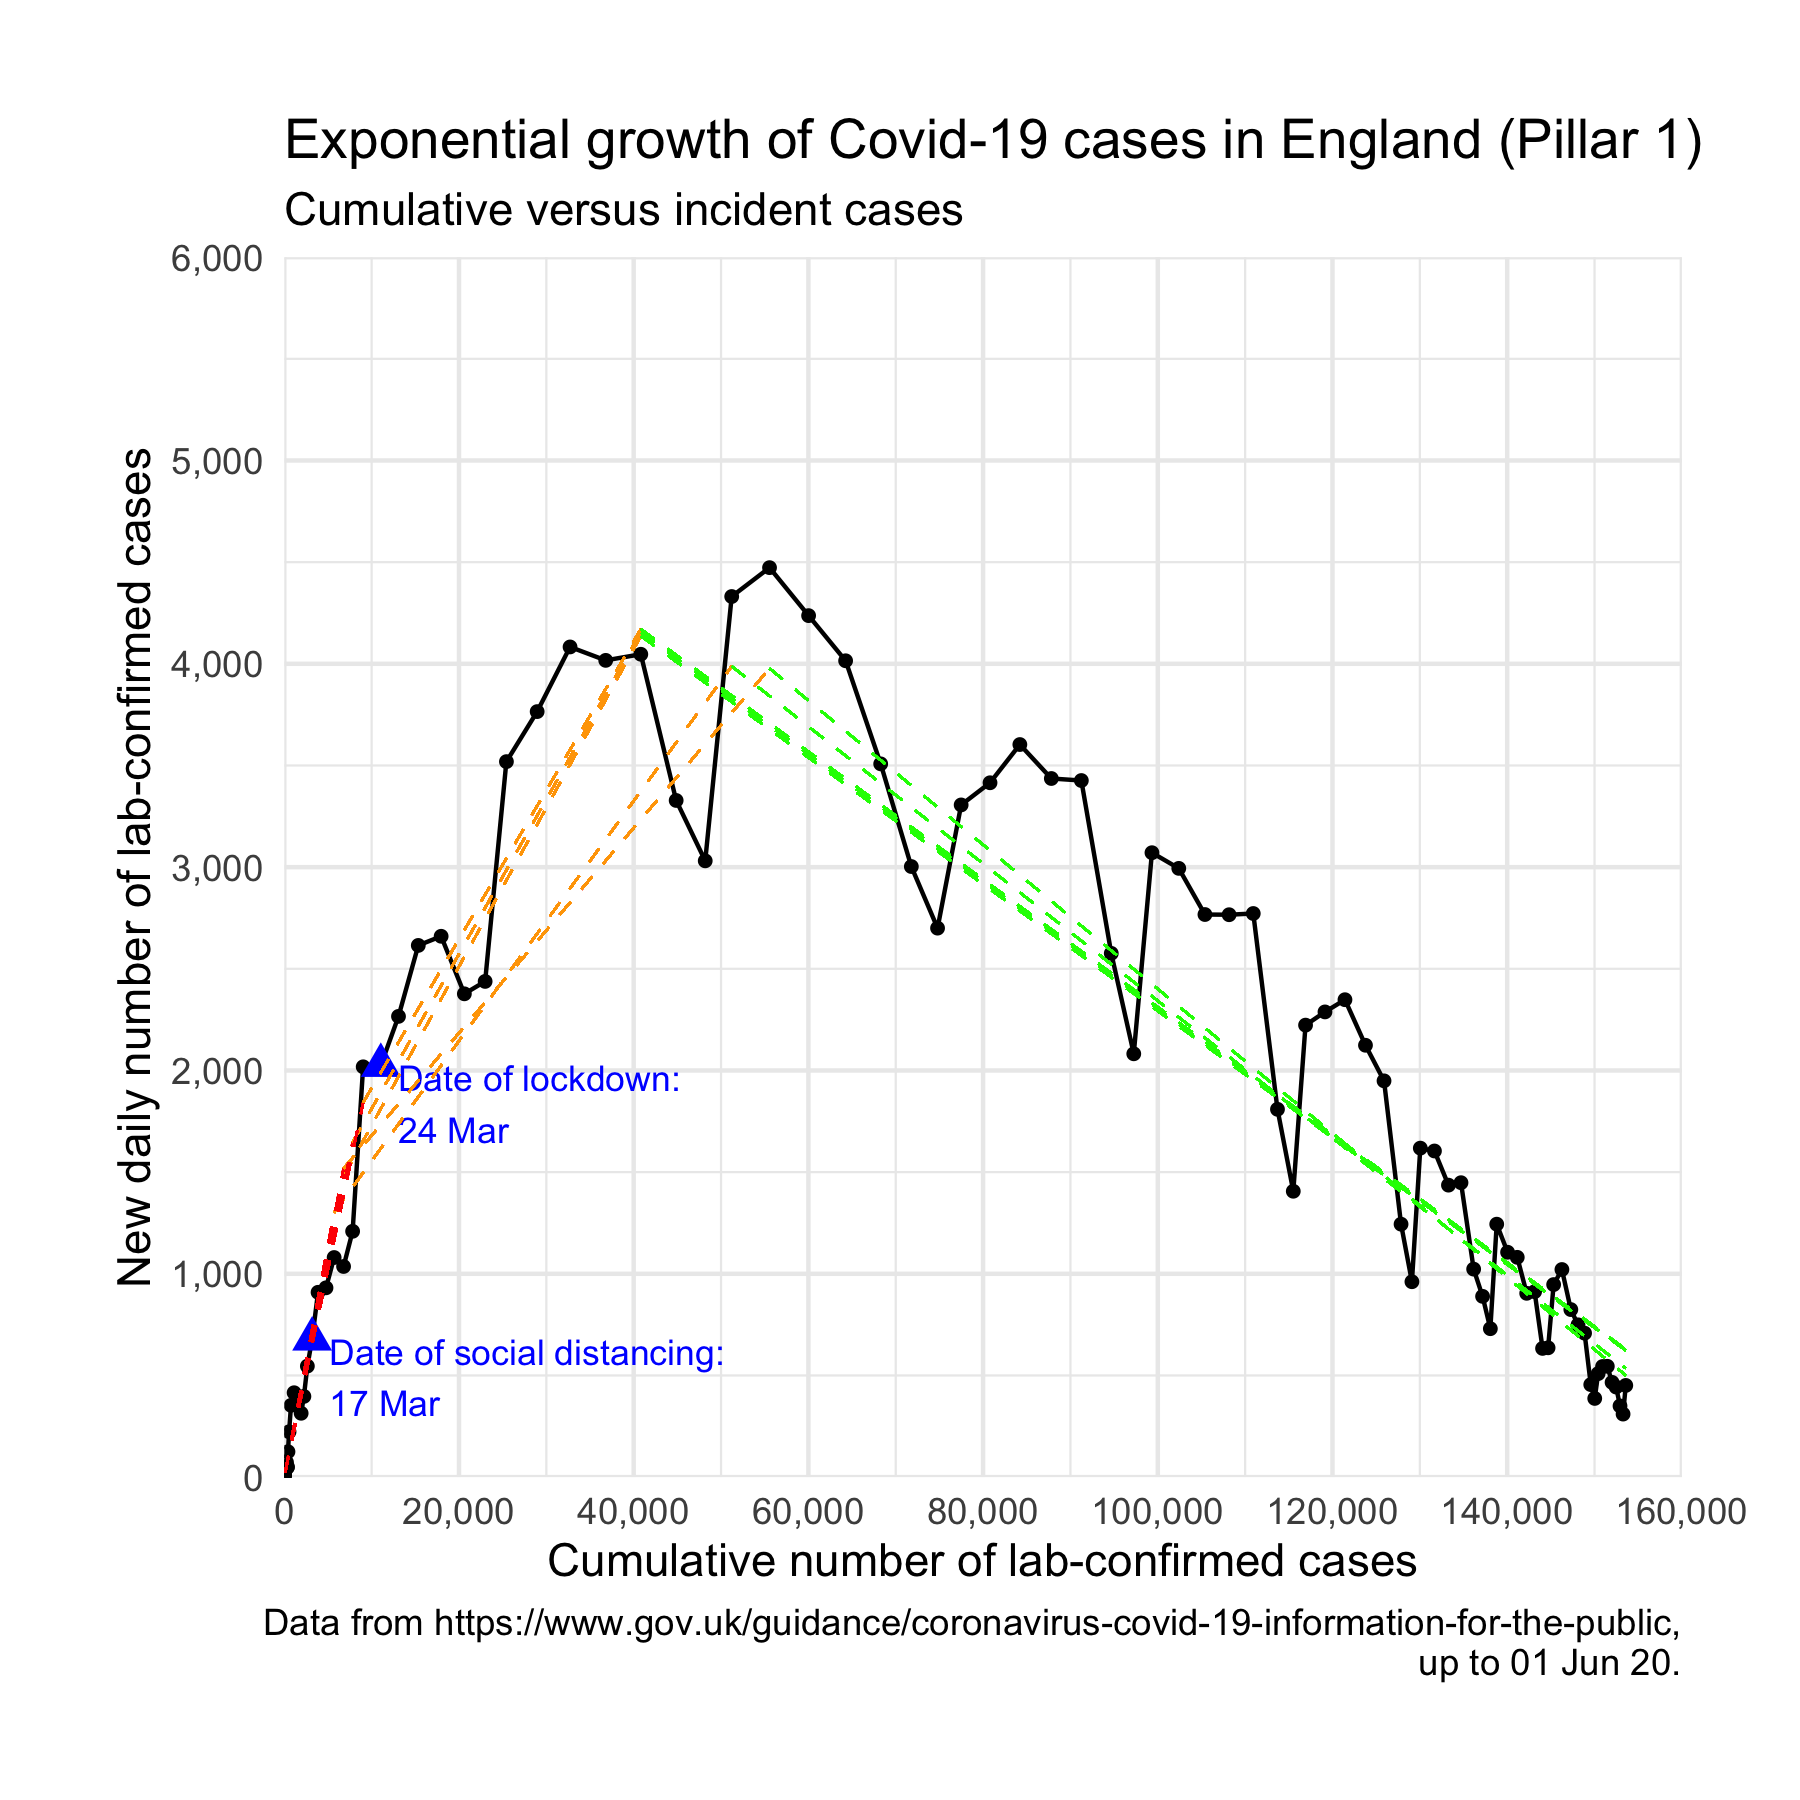 Exponential growth of Covid-19 cases in England (Pillar 1)
Cumulative versus incident cases
6,000
5,000
4,000
3,000
2,000
1,000
0
New daily number of lab-confirmed cases
Date of lockdown:
24 Mar
Date of social distancing:
17 Mar
0 20,000 40,000 60,000 80,000 100,000 120,000 140,000 160,000
Cumulative number of lab-confirmed cases
Data from https://www.gov.uk/guidance/coronavirus-covid-19-information-for-the-public,
up to 01 Jun 20.